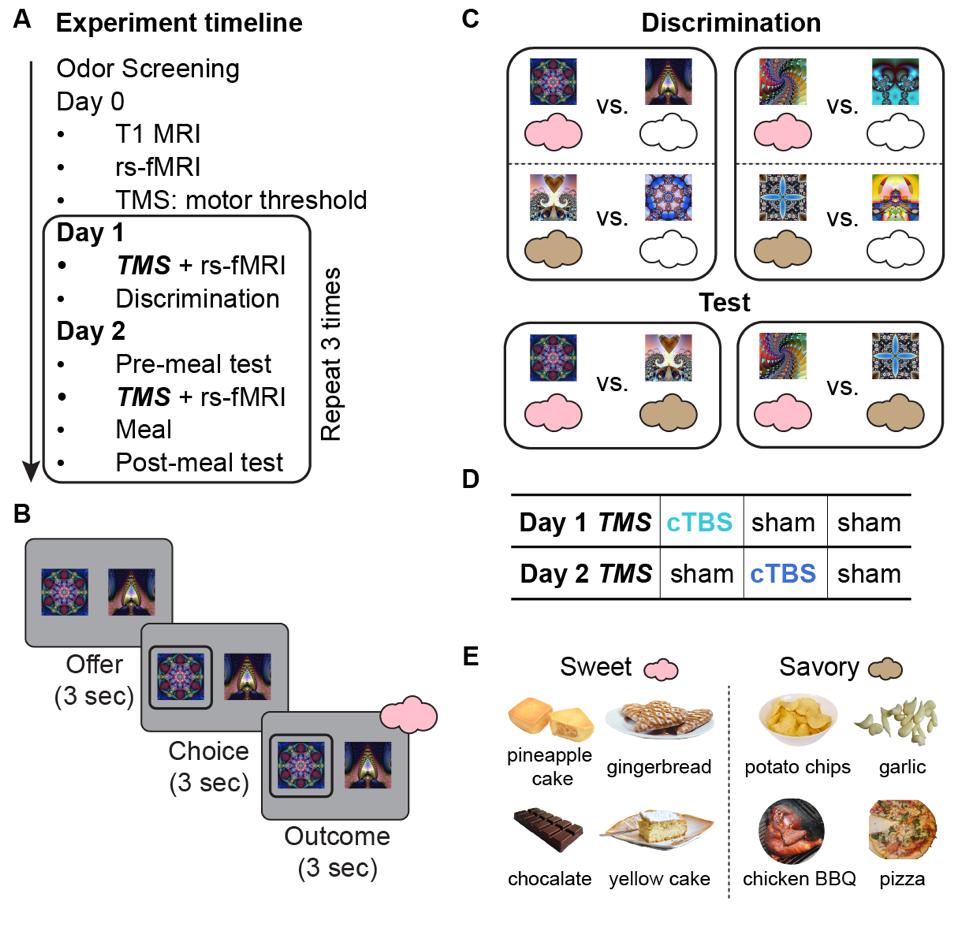 A Experiment timeline
Odor Screening
Day 0
• T1 MRI
• rs-fMRI
• TMS: motor threshold
Day 1
• TMS + rs-fMRI
• Discrimination
Day 2
• Pre-meal test
• TMS + rs-fMRI
• Meal
• Post-meal test
Repeat 3 times
B
Offer
(3 sec)
Choice
(3 sec)
Outcome
(3 sec)
C Discrimination
vs. vs.
vs. vs.
Test
vs. vs.
D
Day 1 TMS cTBS sham sham
Day 2 TMS sham cTBS sham
E
Sweet Savory
pineapple
cake
gingerbread
potato chips
garlic
chocalate
yellow cake
chicken BBQ
pizza